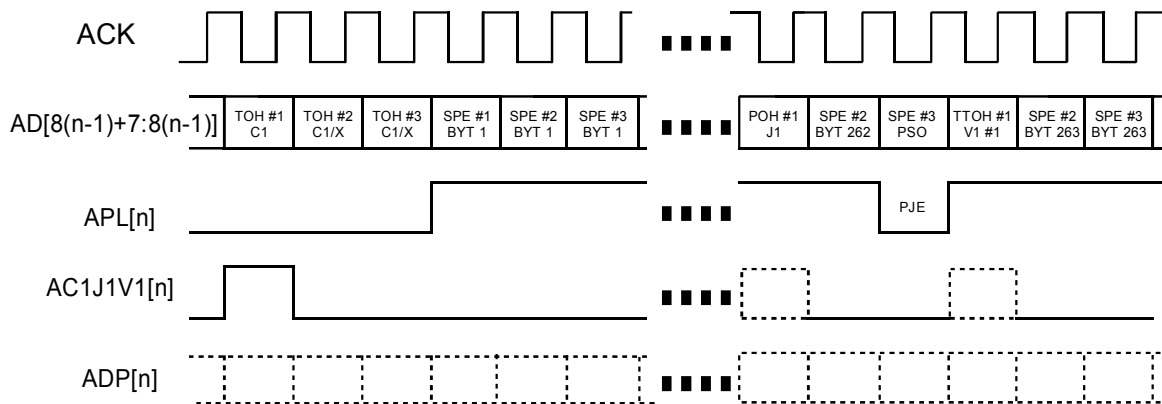 ACK
AD[8(n-1)+7:8(n-1)]
TOH #1
C1
TOH #2
C1/X
TOH #3
C1/X
SPE #1
BYT 1
SPE #2
BYT 1
SPE #3
BYT 1
POH #1
J1
SPE #2
BYT 262
SPE #3
PSO
TTOH #1
V1 #1
SPE #2
BYT 263
SPE #3
BYT 263
APL[n]
PJE
AC1J1V1[n]
ADP[n]